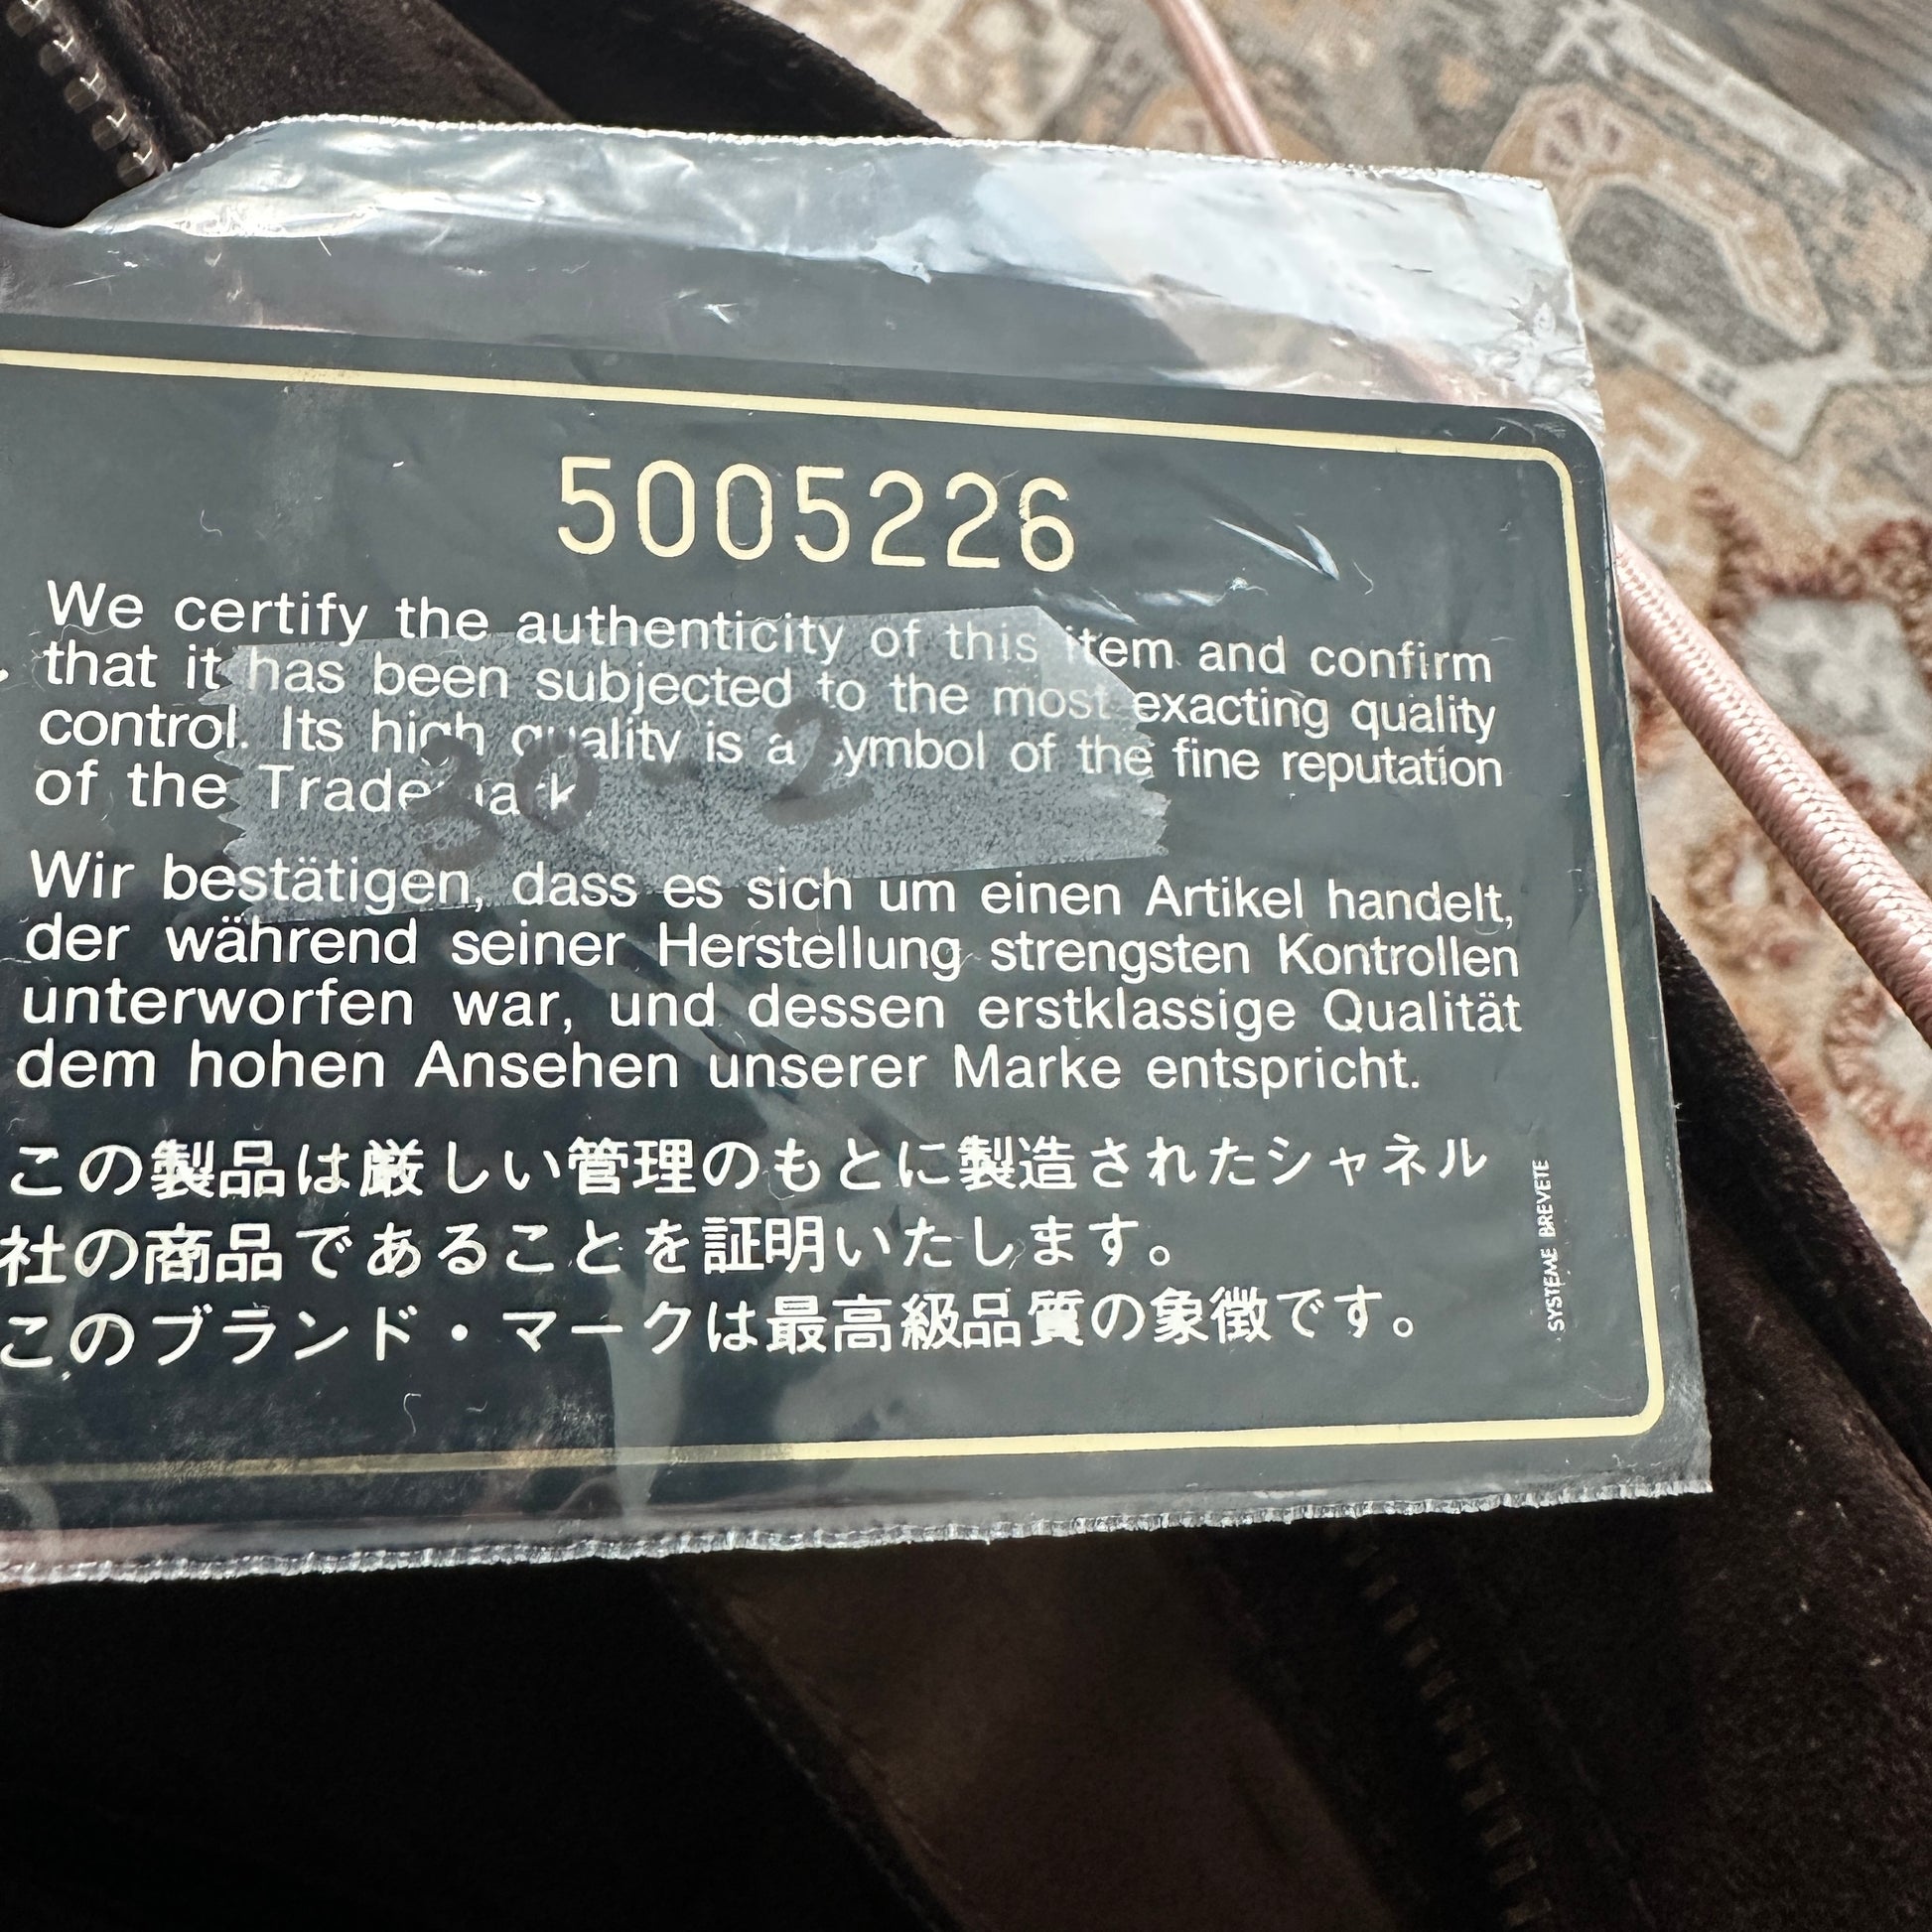 5005226
We certify the authenticity of this item and confirm
that it has been subjected to the most exacting quality
control. Its high quality is a symbol of the fine reputation
of the Trademark
30-2
Wir bestätigen, dass es sich um einen Artikel handelt,
der während seiner Herstellung strengsten Kontrollen
unterworfen war, und dessen erstklassige Qualität
dem hohen Ansehen unserer Marke entspricht.
この製品は厳しい管理のもとに製造されたシャネル
社の商品であることを証明いたします。
このブランド・マークは最高級品質の象徴です。
SYSTEME BREVETE